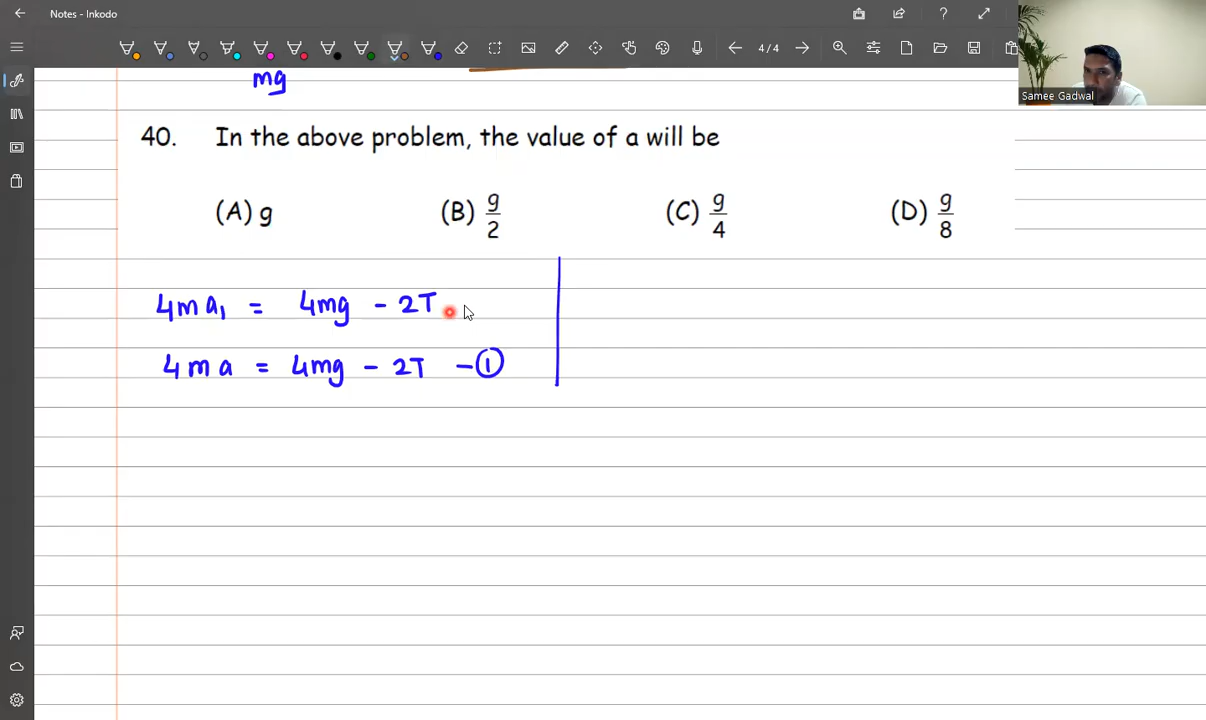 Notes - Inkodo
4/4
Samee Gadwal
mg
40. In the above problem, the value of a will be
(A) g (B) g/2 (C) g/4 (D) g/8
4ma₁ = 4mg - 2T
4ma = 4mg - 2T - ①